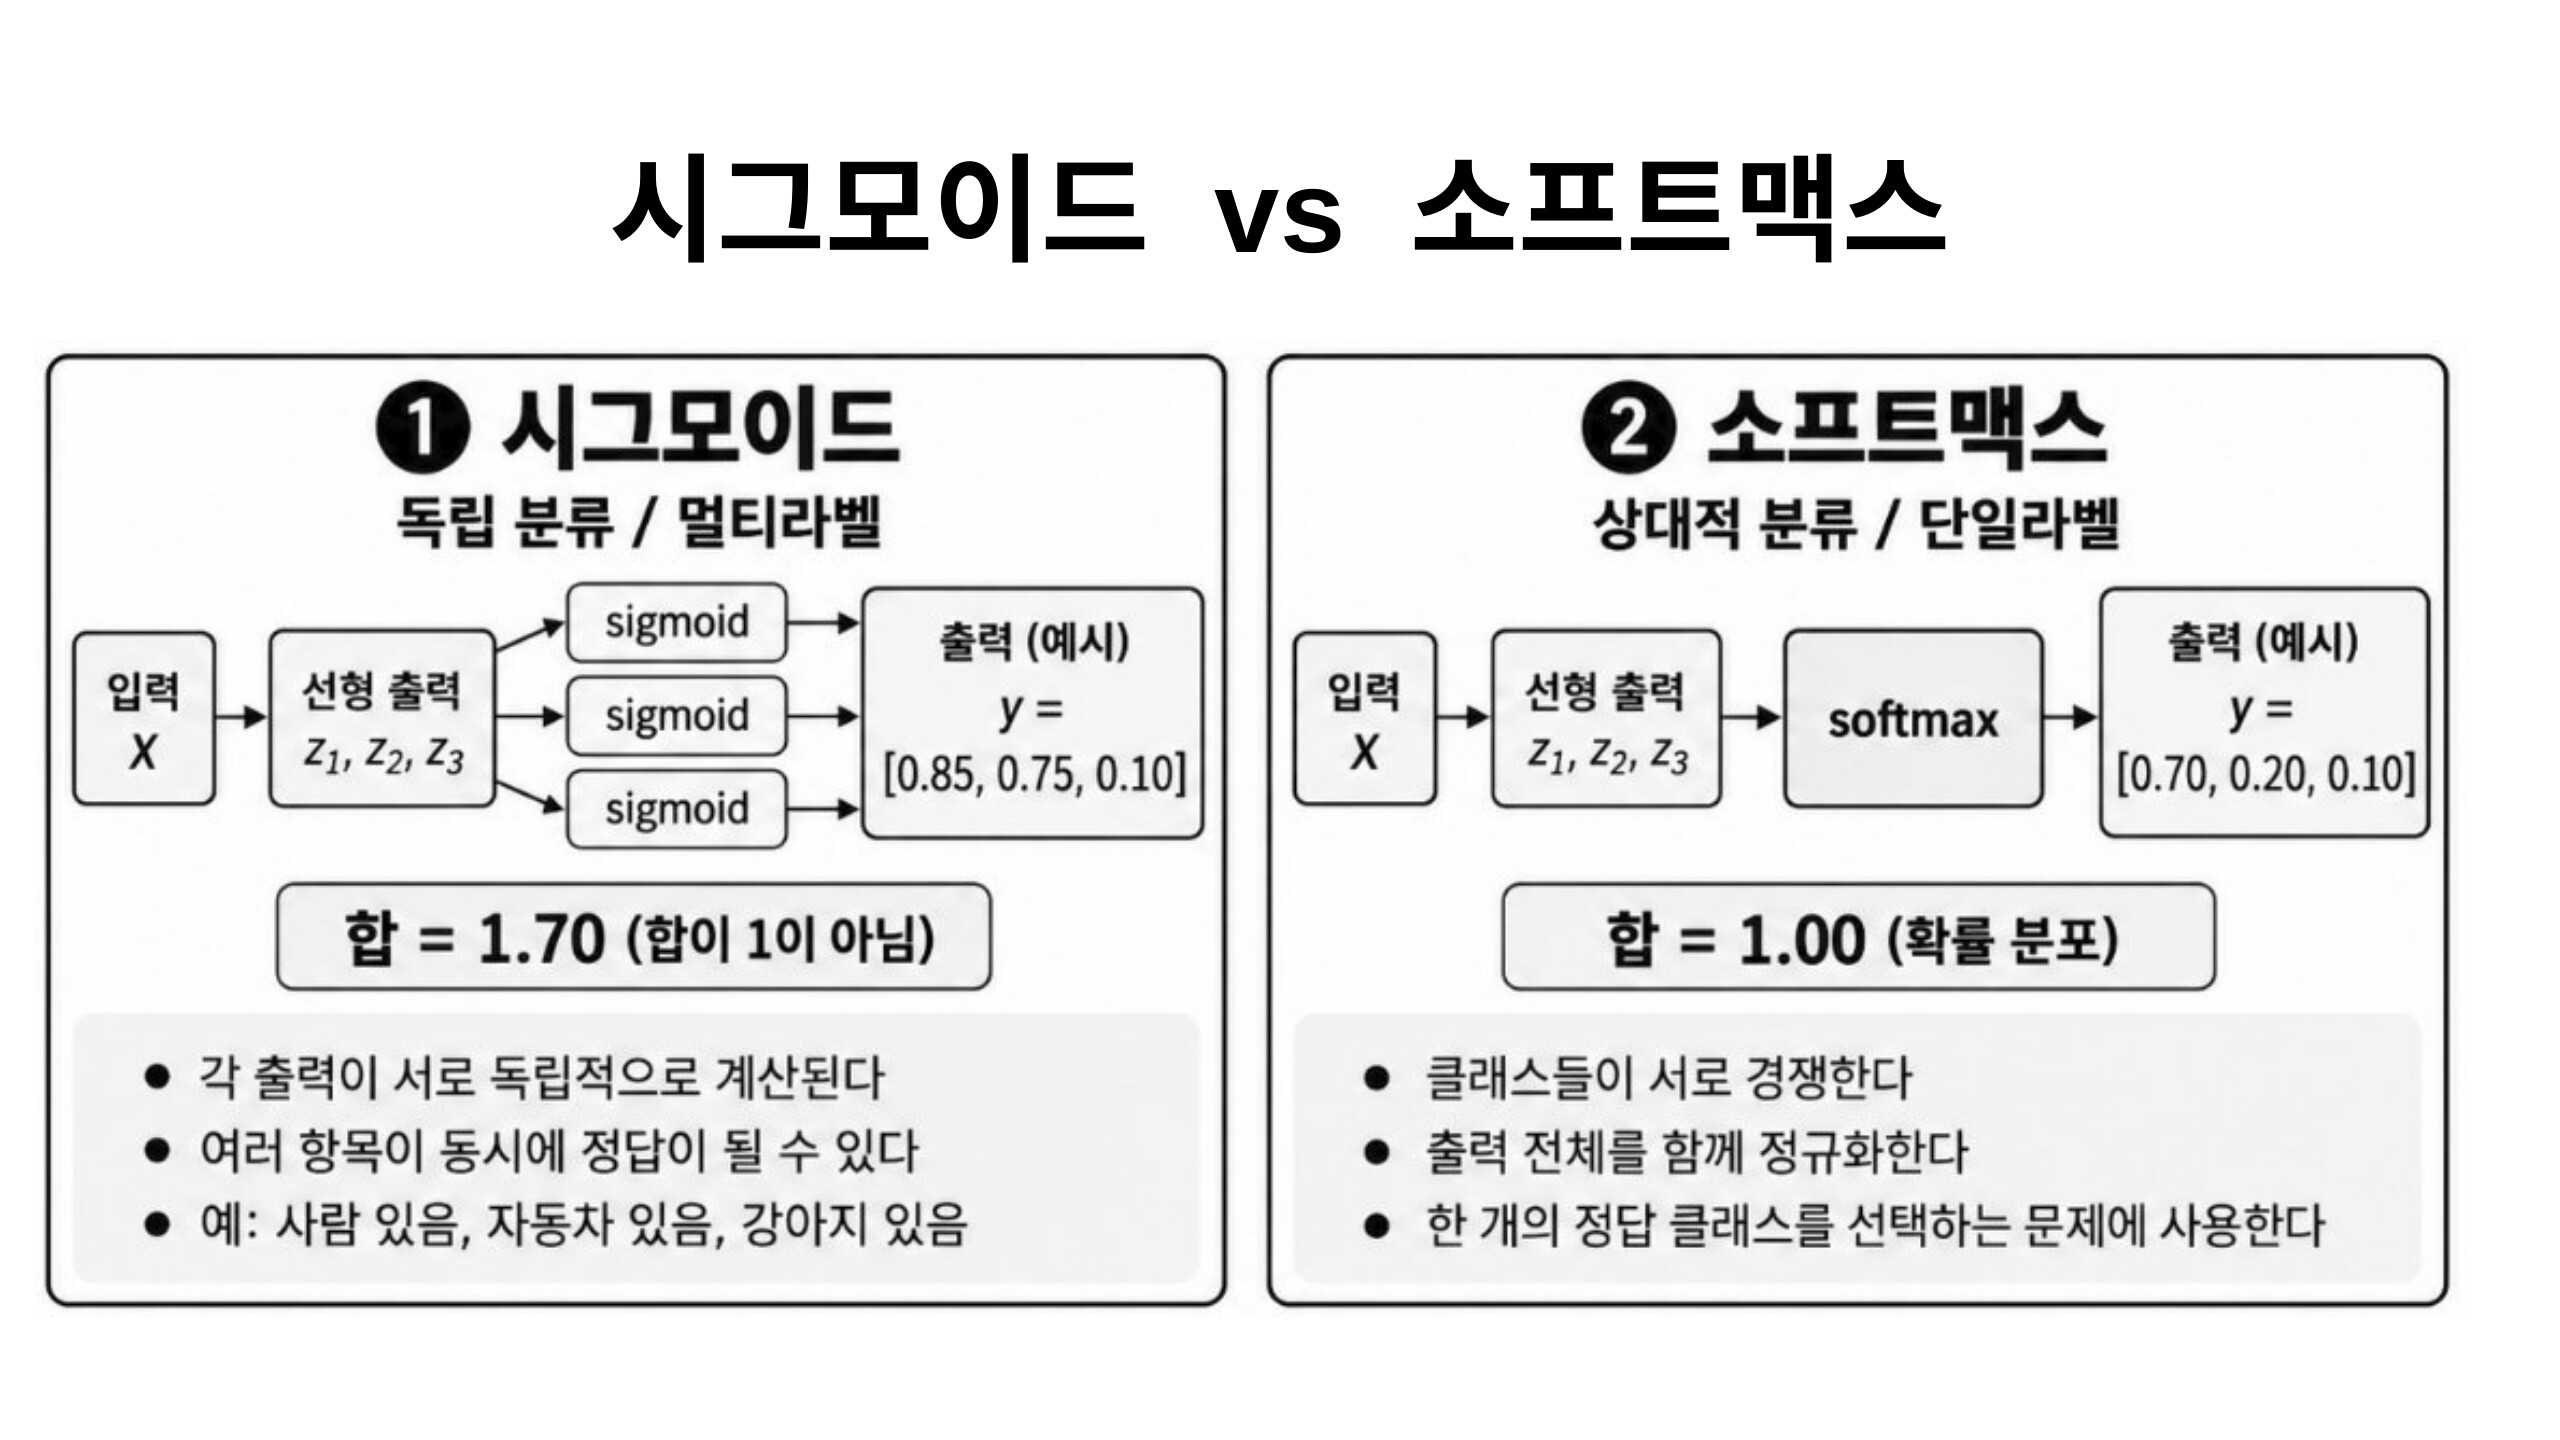 시그모이드 vs 소프트맥스
1 시그모이드
독립 분류 / 멀티라벨
입력
X
선형 출력
z₁, z₂, z₃
sigmoid
sigmoid
sigmoid
출력 (예시)
y =
[0.85, 0.75, 0.10]
합 = 1.70 (합이 1이 아님)
● 각 출력이 서로 독립적으로 계산된다
● 여러 항목이 동시에 정답이 될 수 있다
● 예: 사람 있음, 자동차 있음, 강아지 있음
2 소프트맥스
상대적 분류 / 단일라벨
입력
X
선형 출력
z₁, z₂, z₃
softmax
출력 (예시)
y =
[0.70, 0.20, 0.10]
합 = 1.00 (확률 분포)
● 클래스들이 서로 경쟁한다
● 출력 전체를 함께 정규화한다
● 한 개의 정답 클래스를 선택하는 문제에 사용한다